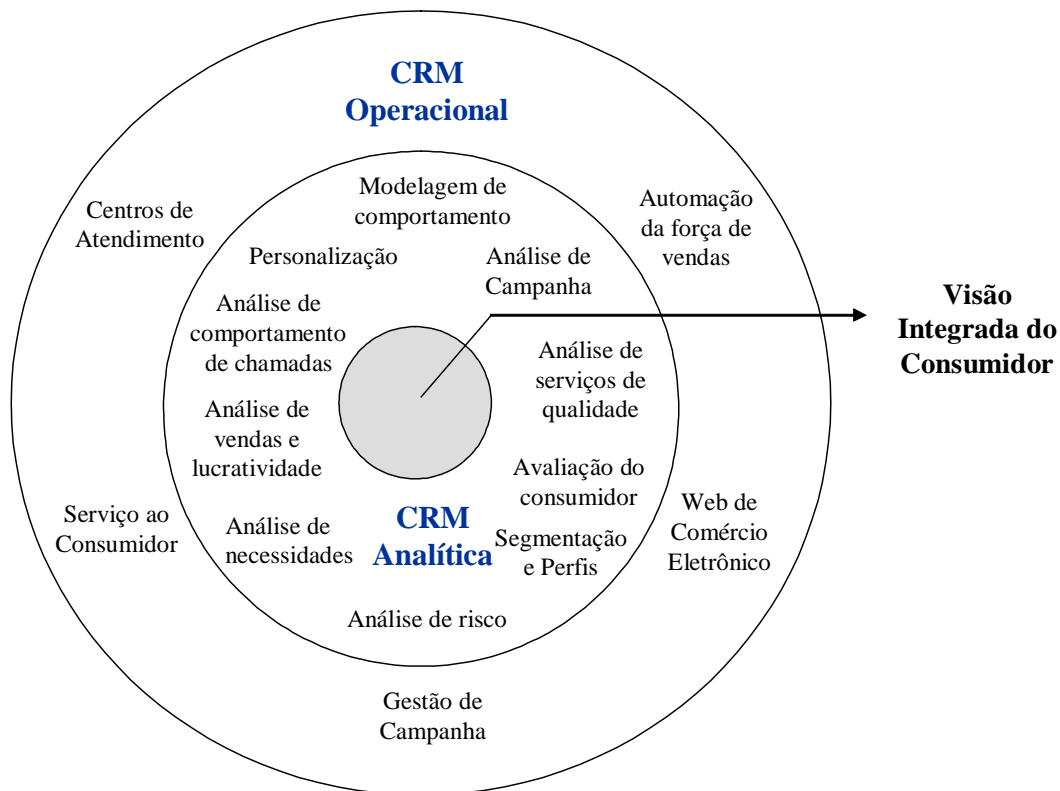 CRM
Operacional
Modelagem de
comportamento
Centros de
Atendimento
Automação
da força de
vendas
Personalização
Análise de
Campanha
Análise de
comportamento
de chamadas
Visão
Integrada do
Consumidor
Análise de
serviços de
qualidade
Análise de
vendas e
lucratividade
Avaliação do
consumidor
Serviço ao
Consumidor
Análise de
necessidades
CRM
Analítica
Segmentação
e Perfis
Web de
Comércio
Eletrônico
Análise de risco
Gestão de
Campanha